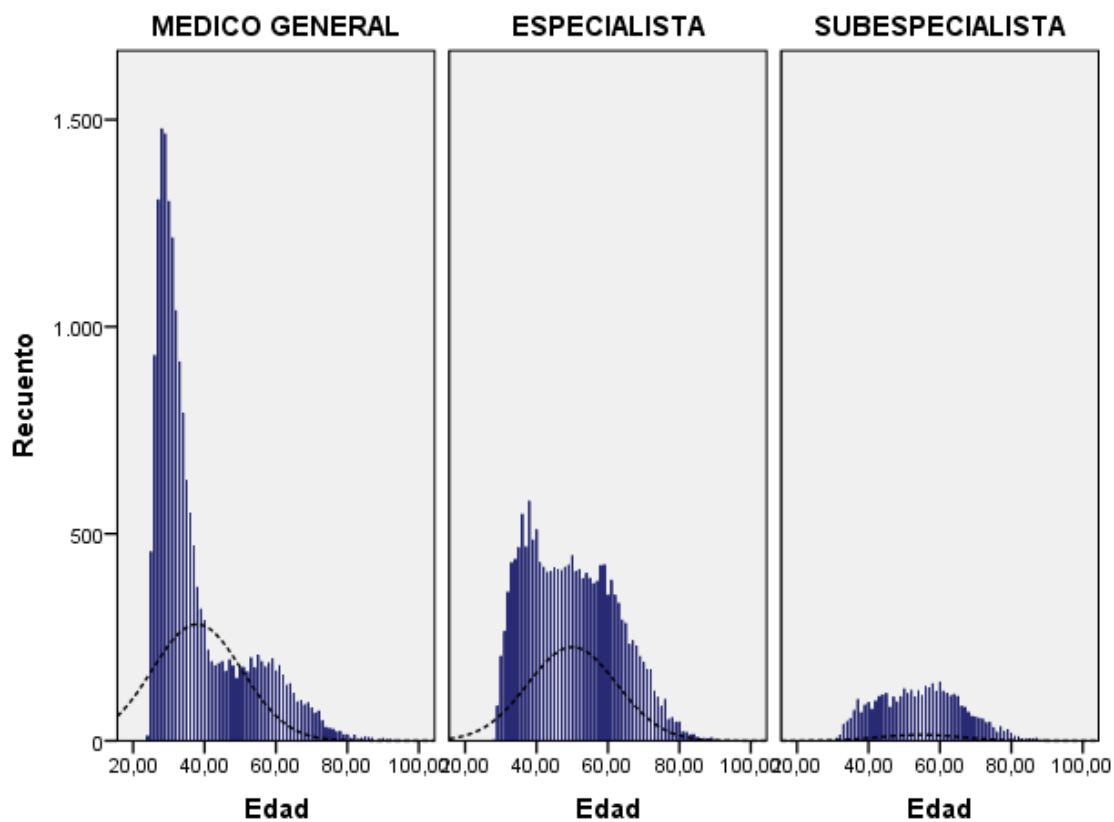 MEDICO GENERAL ESPECIALISTA SUBESPECIALISTA
1.500
1.000
500
0
Recuento
20,00 40,00 60,00 80,00 100,00 20,00 40,00 60,00 80,00 100,00 20,00 40,00 60,00 80,00 100,00
Edad Edad Edad